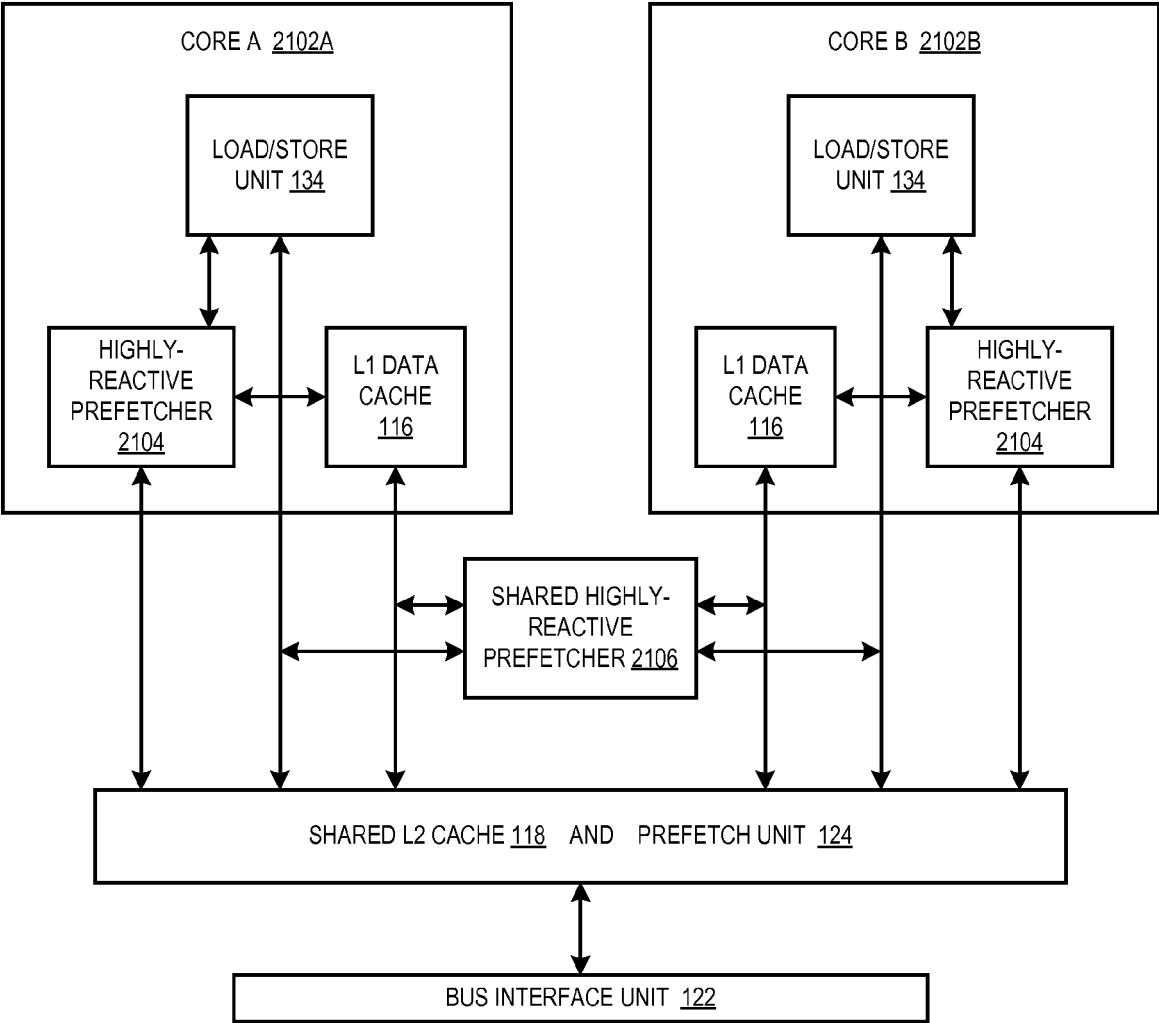 CORE A 2102A
LOAD/STORE
UNIT 134
HIGHLY-
REACTIVE
PREFETCHER
2104
L1 DATA
CACHE
116
CORE B 2102B
LOAD/STORE
UNIT 134
L1 DATA
CACHE
116
HIGHLY-
REACTIVE
PREFETCHER
2104
SHARED HIGHLY-
REACTIVE
PREFETCHER 2106
SHARED L2 CACHE 118 AND PREFETCH UNIT 124
BUS INTERFACE UNIT 122